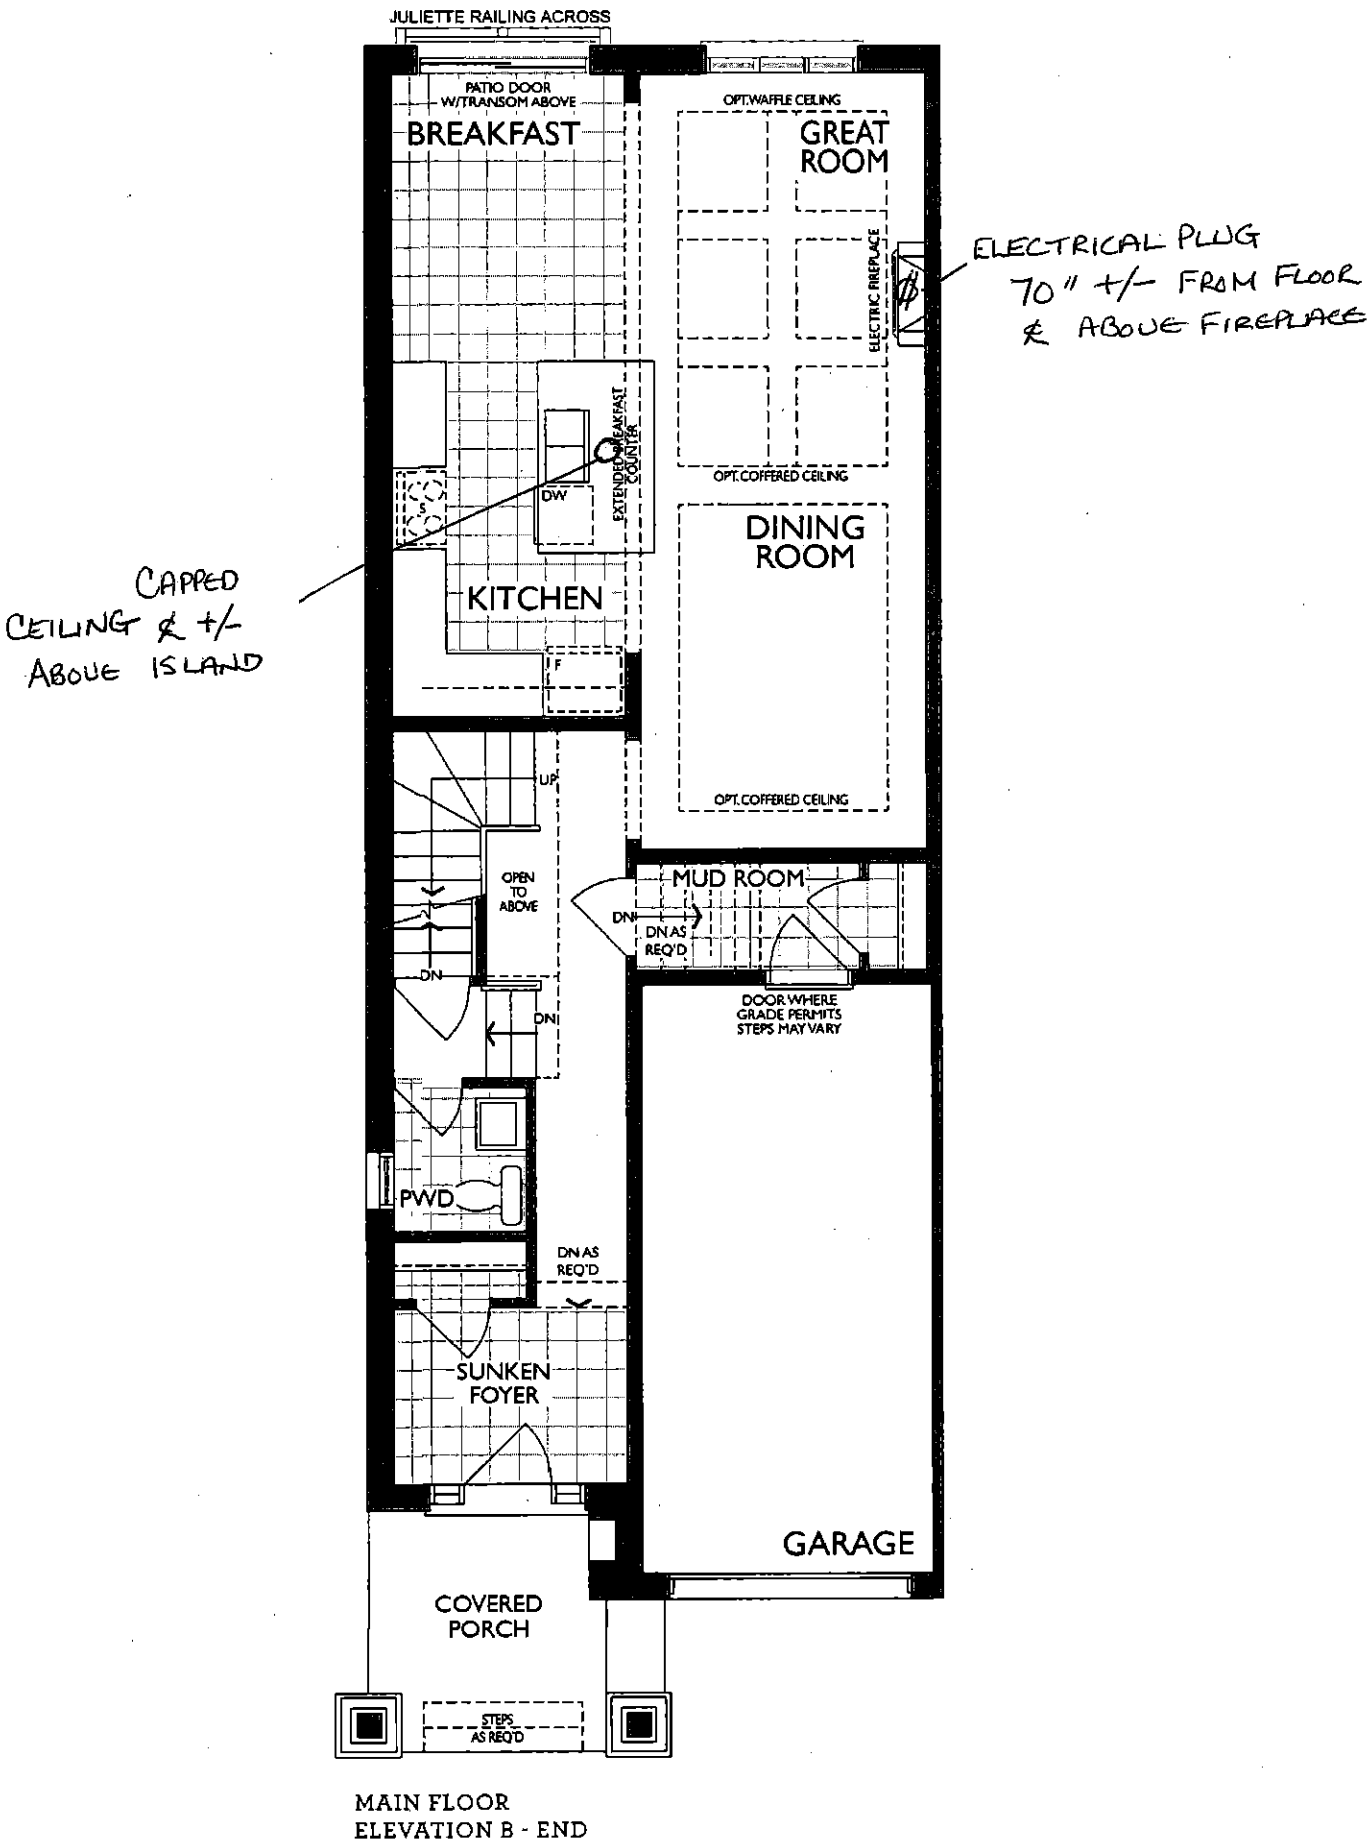 JULIETTE RAILING ACROSS
PATIO DOOR
W/TRANSOM ABOVE
BREAKFAST
OPT. WAFFLE CEILING
GREAT
ROOM
ELECTRIC FIREPLACE
ELECTRICAL PLUG
70" +/- FROM FLOOR
℄ ABOVE FIREPLACE
EXTENDED BREAKFAST
COUNTER
S
DW
OPT. COFFERED CEILING
DINING
ROOM
CAPPED
CEILING ℄ +/-
ABOVE ISLAND
KITCHEN
F
OPT. COFFERED CEILING
UP
OPEN
TO
ABOVE
MUD ROOM
DN
DN AS
REQ'D
DN
DN
DOOR WHERE
GRADE PERMITS
STEPS MAY VARY
PWD
DN AS
REQ'D
SUNKEN
FOYER
GARAGE
COVERED
PORCH
STEPS
AS REQ'D
MAIN FLOOR
ELEVATION B - END